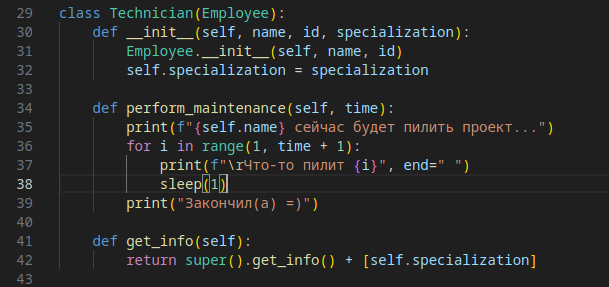 29 class Technician(Employee):
30     def __init__(self, name, id, specialization):
31         Employee.__init__(self, name, id)
32         self.specialization = specialization
33
34     def perform_maintenance(self, time):
35         print(f"{self.name} сейчас будет пилить проект...")
36         for i in range(1, time + 1):
37             print(f"\rЧто-то пилит {i}", end=" ")
38             sleep(1)
39         print("Закончил(а) =)")
40
41     def get_info(self):
42         return super().get_info() + [self.specialization]
43